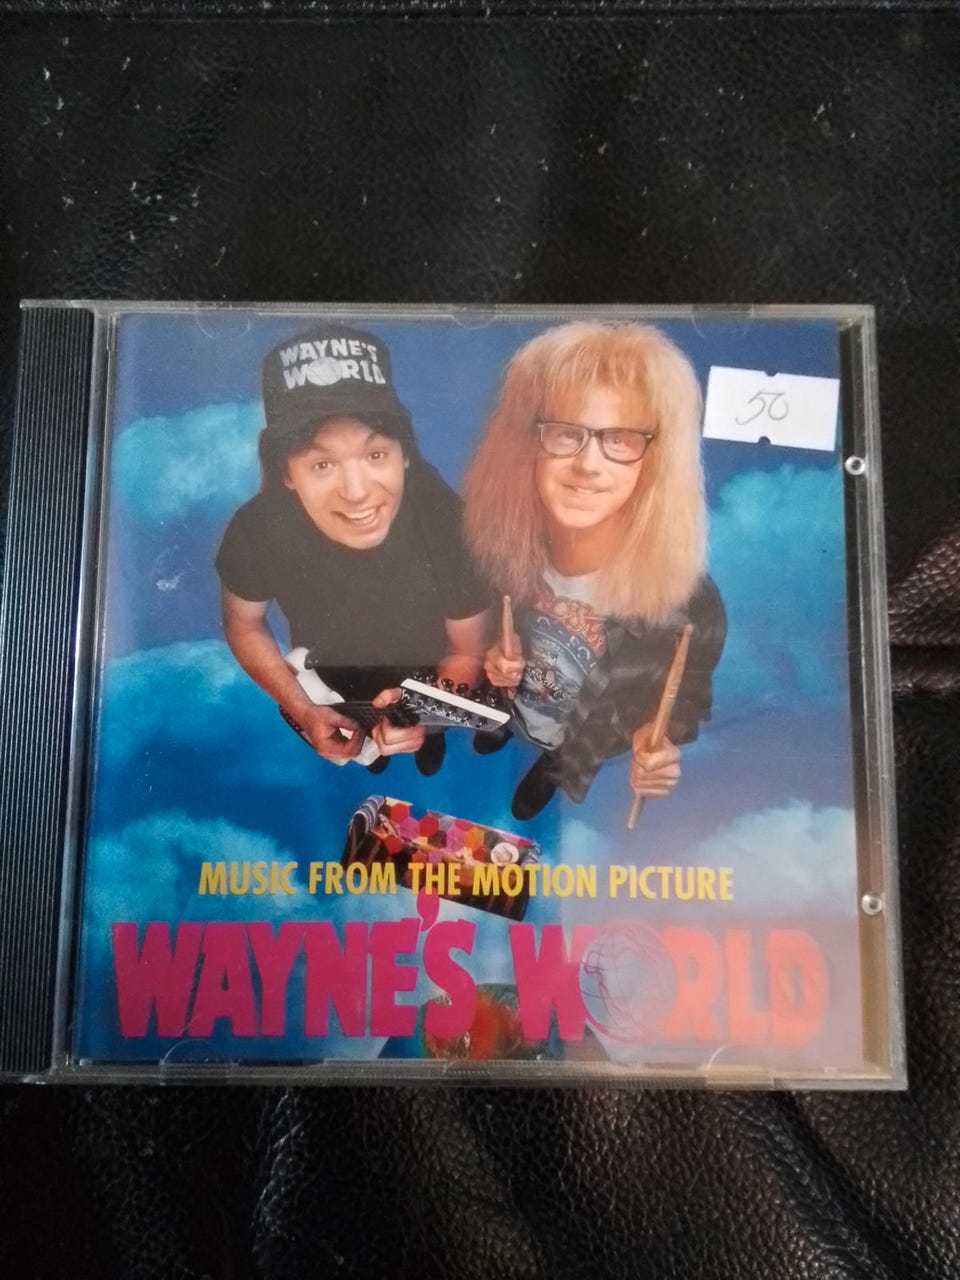 WAYNE'S
WORLD
50
MUSIC FROM THE MOTION PICTURE
WAYNE'S WORLD